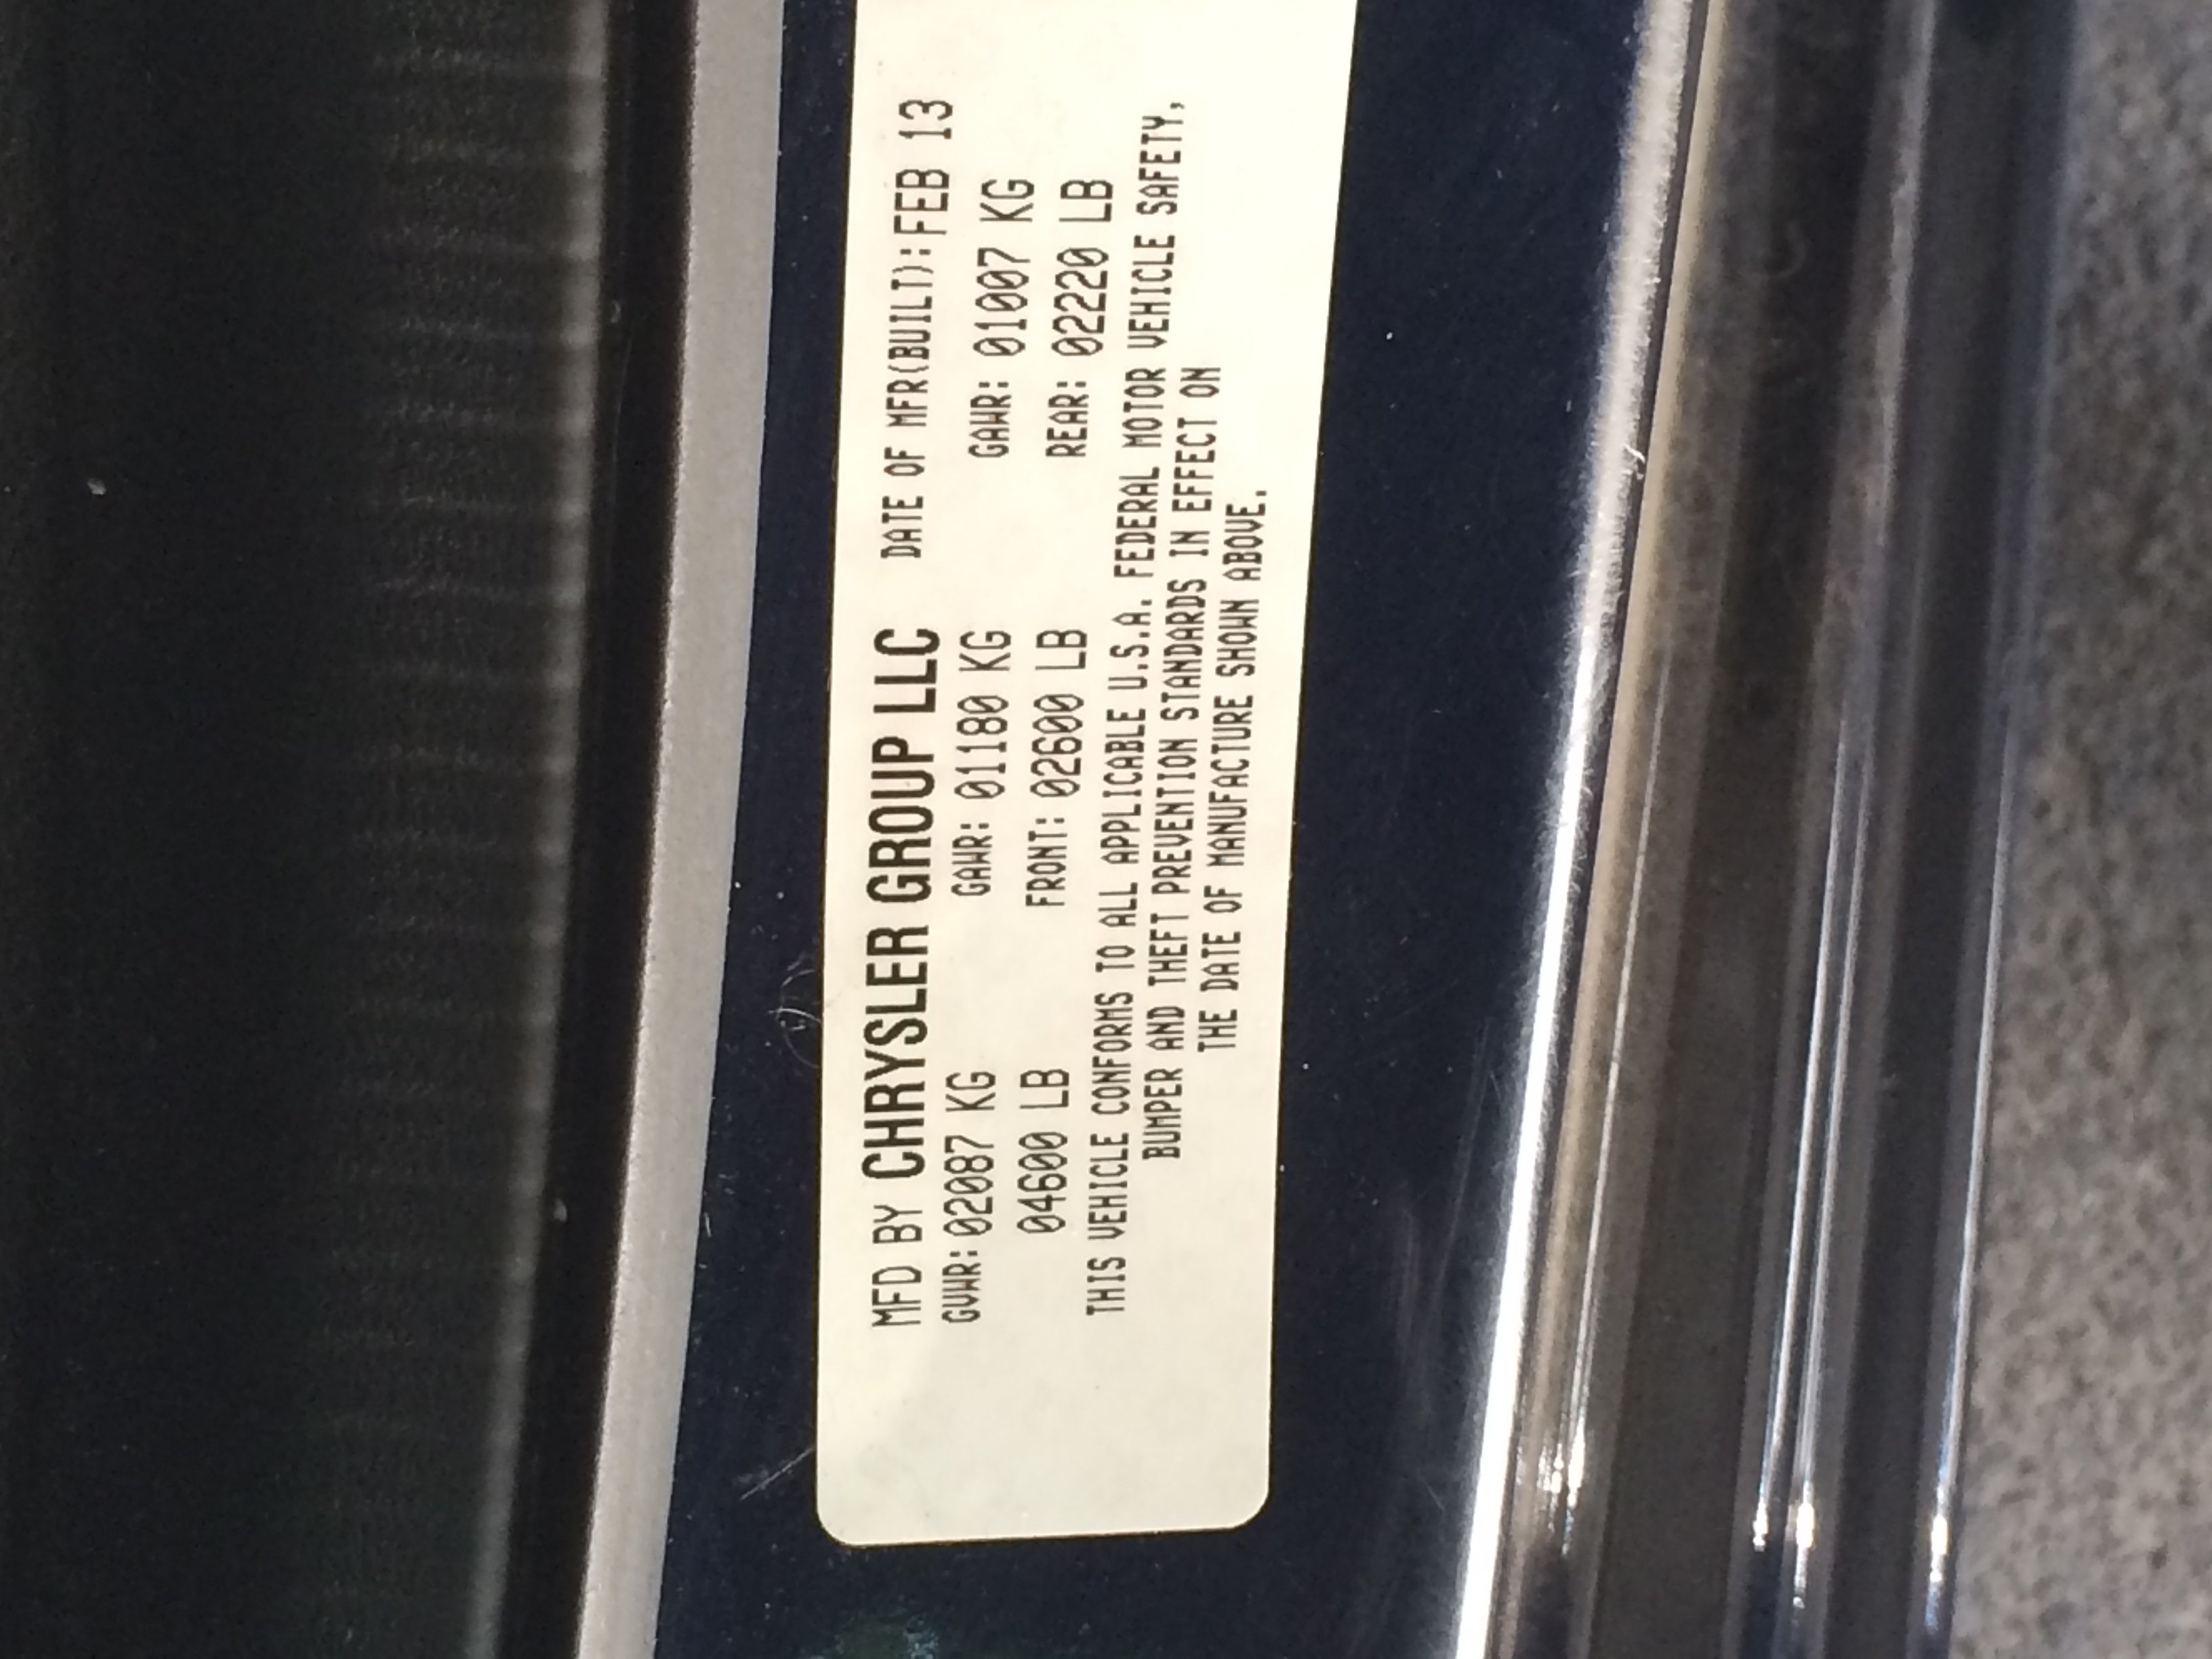 MFD BY CHRYSLER GROUP LLC DATE OF MFR(BUILT):FEB 13
GVWR:02087 KG GAWR: 01180 KG GAWR: 01007 KG
04600 LB FRONT: 02600 LB REAR: 02220 LB
THIS VEHICLE CONFORMS TO ALL APPLICABLE U.S.A. FEDERAL MOTOR VEHICLE SAFETY,
BUMPER AND THEFT PREVENTION STANDARDS IN EFFECT ON
THE DATE OF MANUFACTURE SHOWN ABOVE.